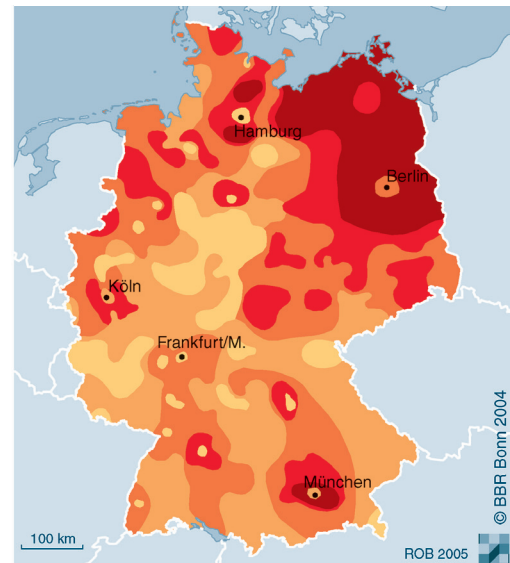 Hamburg
Berlin
Köln
Frankfurt/M.
München
100 km
ROB 2005
© BBR Bonn 2004